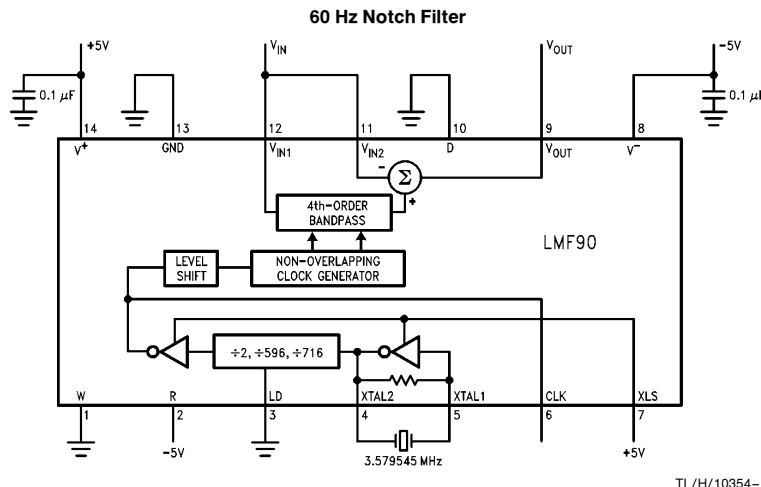 60 Hz Notch Filter
+5V
VIN
VOUT
−5V
0.1 μF
0.1 μ
14
13
12
11
10
9
8
V+
GND
VIN1
VIN2
D
VOUT
V−
−
Σ
+
4th-ORDER
BANDPASS
LMF90
LEVEL
SHIFT
NON-OVERLAPPING
CLOCK GENERATOR
÷2, ÷596, ÷716
W
R
LD
XTAL2
XTAL1
CLK
XLS
1
2
3
4
5
6
7
−5V
3.579545 MHz
+5V
TL/H/10354–